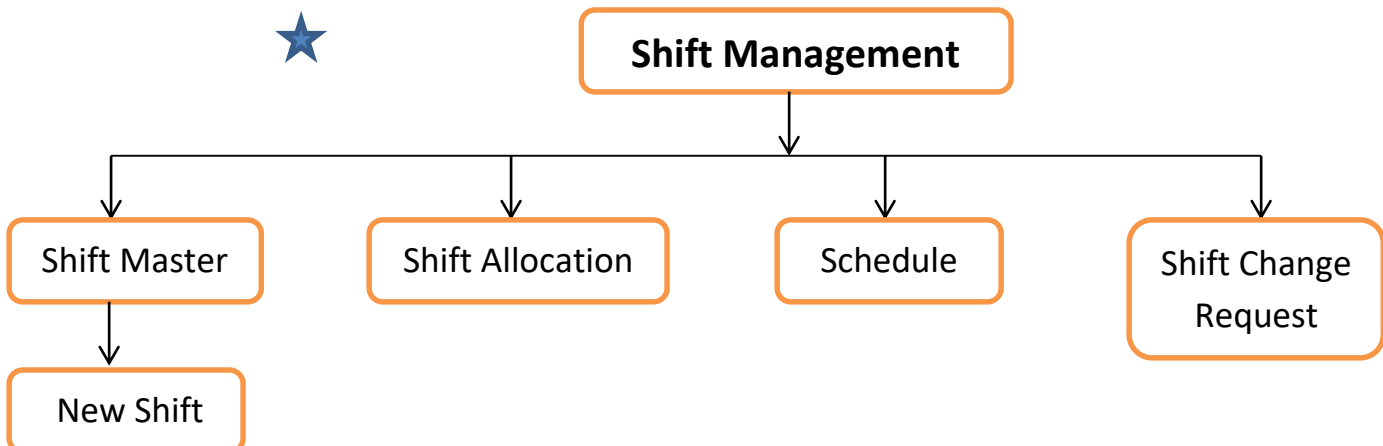 Shift Management
Shift Master
Shift Allocation
Schedule
Shift Change
Request
New Shift